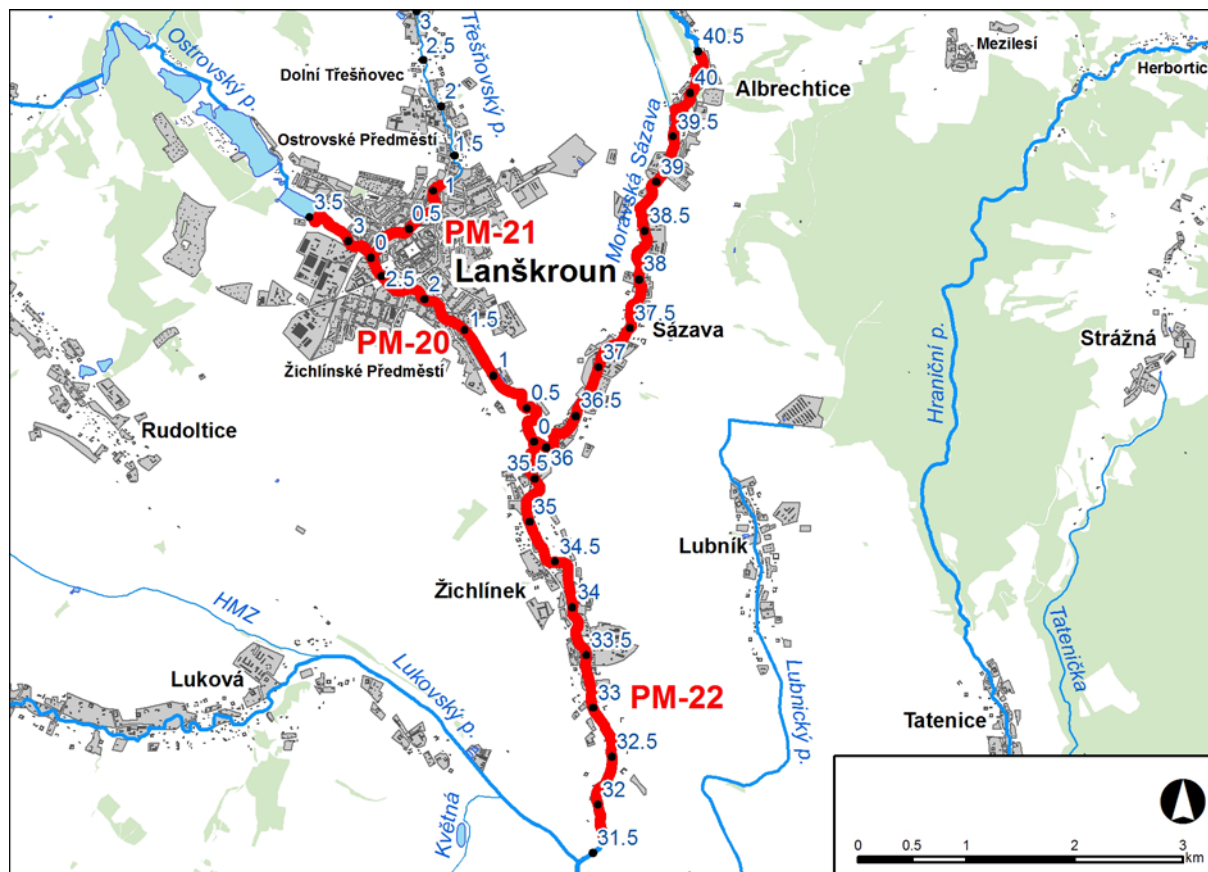 3
2.5
Třešňovský p.
40.5
Mezilesí
Ostrovský p.
Dolní Třešňovec
2
40
Albrechtice
Herbortic
Ostrovské Předměstí
1.5
39.5
Moravská Sázava
39
1
3.5
0.5
PM-21
38.5
3
0
Lanškroun
38
2.5
2
37.5
Sázava
Hraniční p.
Strážná
PM-20
1.5
Žichlínské Předměstí
1
37
0.5
36.5
Rudoltice
0
36
35.5
35
Lubník
34.5
Žichlínek
34
HMZ
Tatenička
33.5
Luková
Lukovský p.
33
PM-22
Lubnický p.
Tatenice
32.5
32
Květná
31.5
0 0.5 1 2 3
km